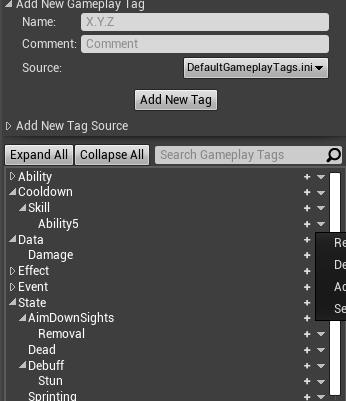 Add New Gameplay Tag
Name: X.Y.Z
Comment: Comment
Source: DefaultGameplayTags.ini
Add New Tag
Add New Tag Source
Expand All Collapse All Search Gameplay Tags
Ability
Cooldown
Skill
Ability5
Data
Re
Damage
De
Effect
Event
Ad
State
Se
AimDownSights
Removal
Dead
Debuff
Stun
Sprinting